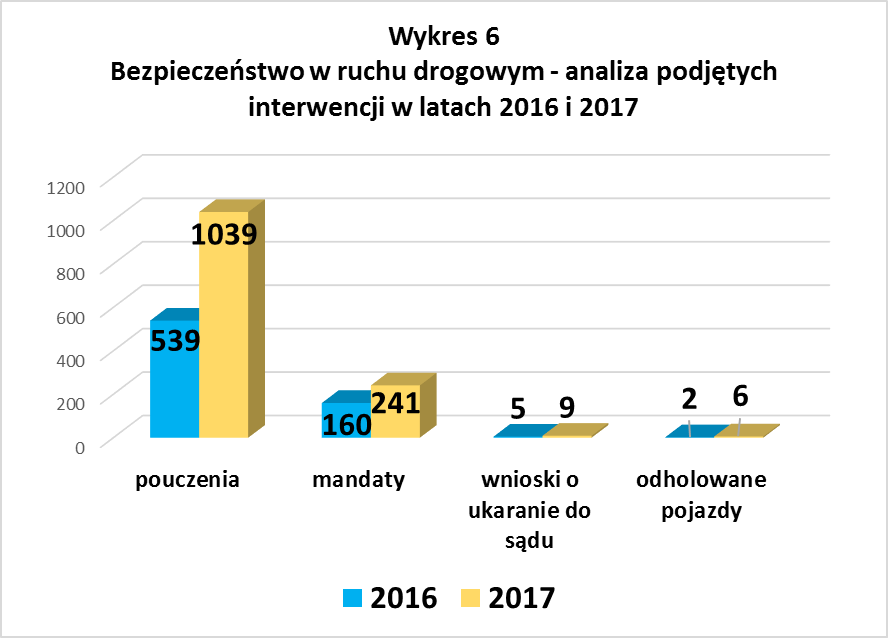 Wykres 6
Bezpieczeństwo w ruchu drogowym - analiza podjętych
interwencji w latach 2016 i 2017
1200
1000
800
600
400
200
0
539
1039
160
241
5
9
2
6
pouczenia
mandaty
wnioski o
ukaranie do
sądu
odholowane
pojazdy
2016
2017